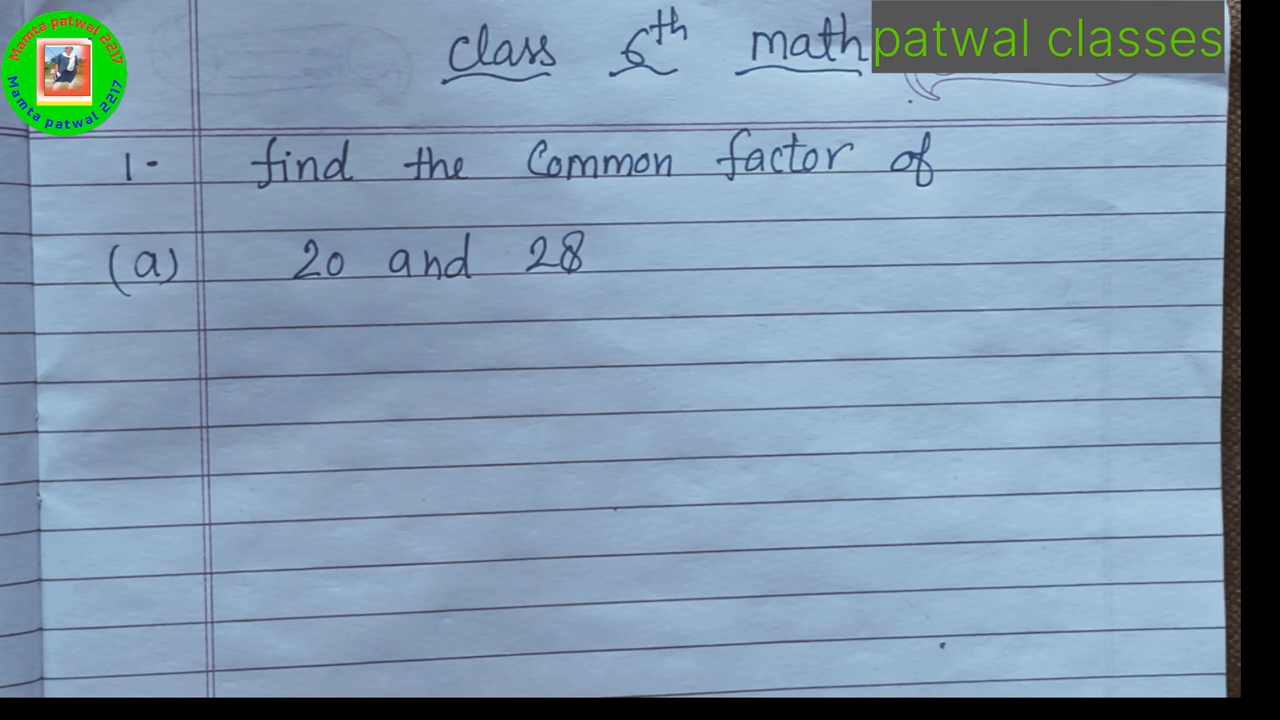 Mamta patwal 2217
Mamta patwal 2217
class 6th math
patwal classes
1- find the Common factor of
(a) 20 and 28